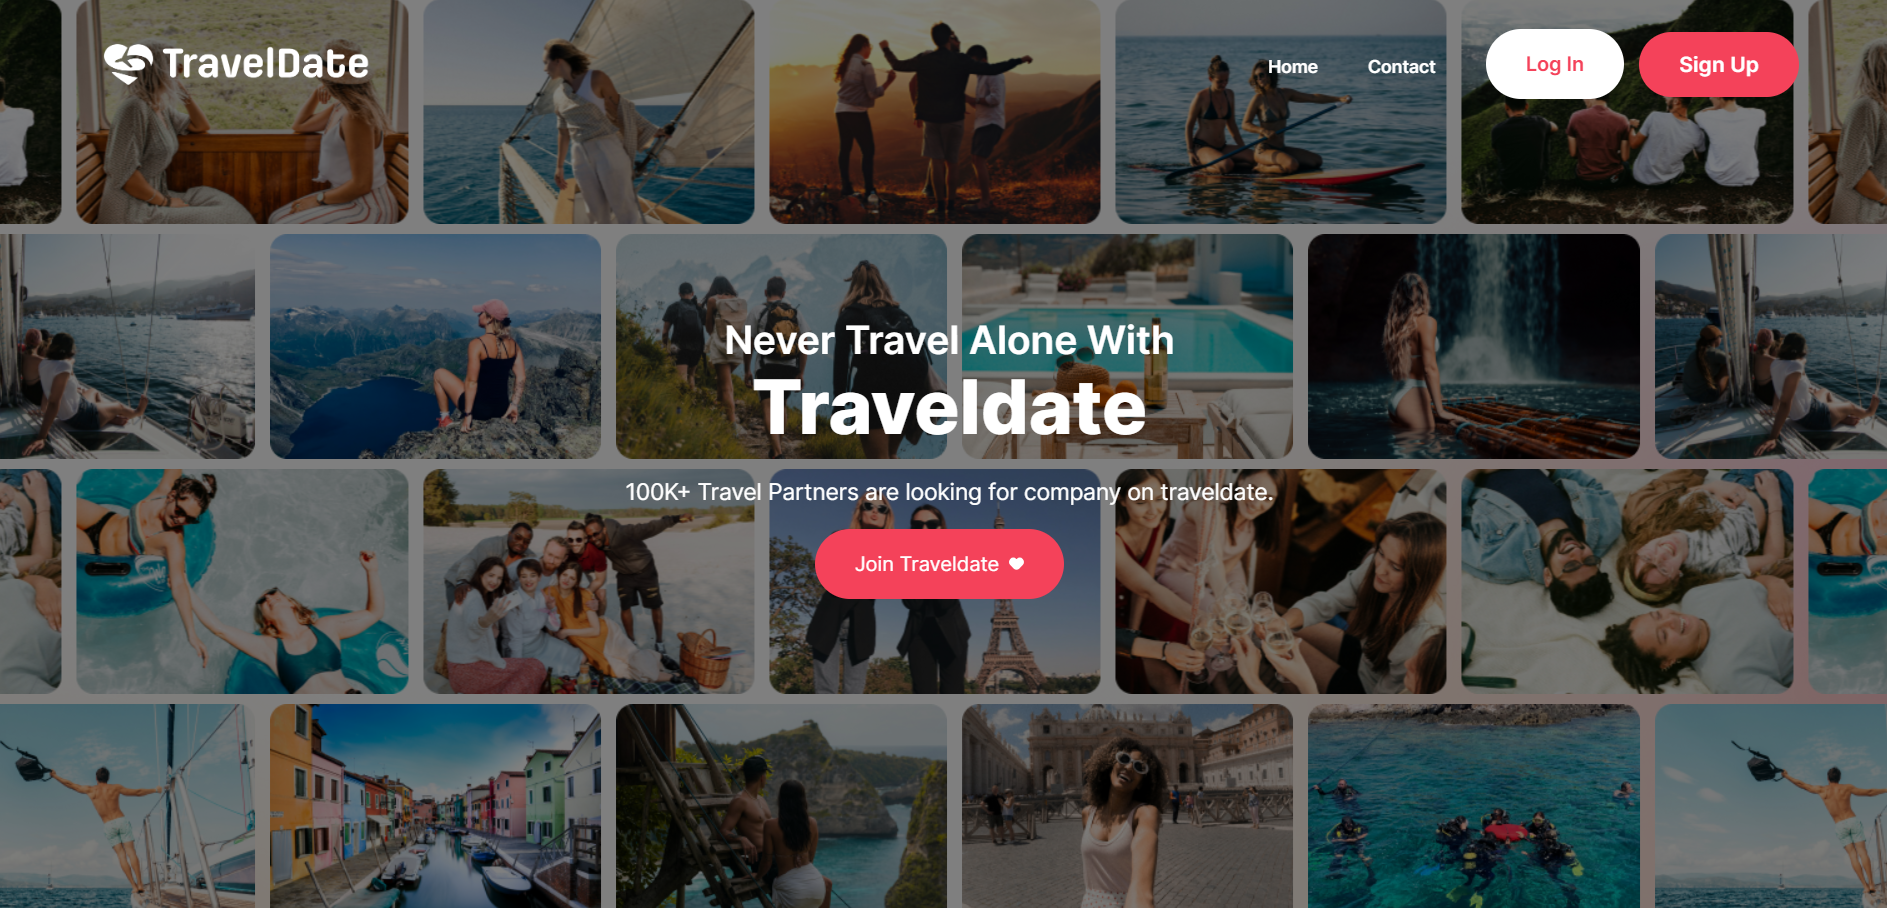 TravelDate
Home
Contact
Log In
Sign Up
Never Travel Alone With
Traveldate
100K+ Travel Partners are looking for company on traveldate.
Join Traveldate